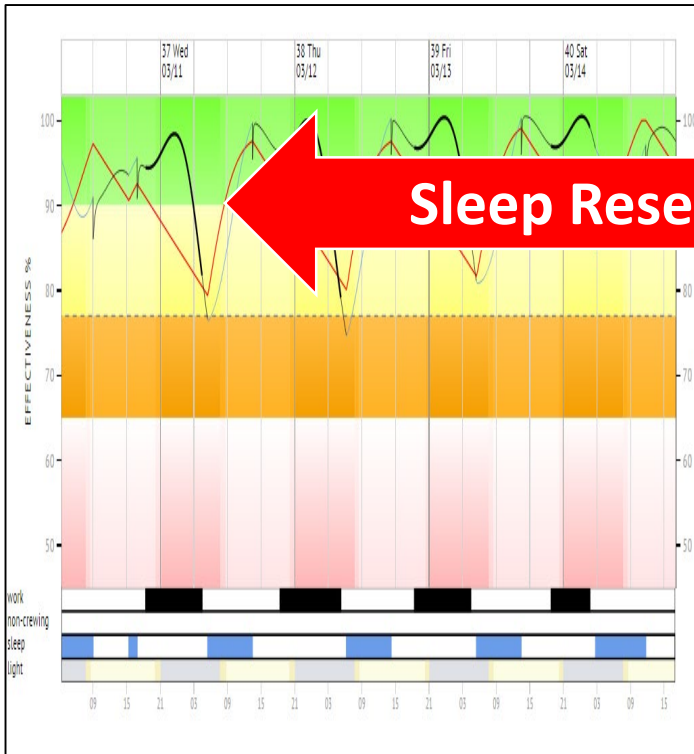 37 Wed 38 Thu 39 Fri 40 Sat
03/11 03/12 03/13 03/14
100 100
90
Sleep Rese
80 80
70 70
60 60
50 50
EFFECTIVENESS %
work
non-crewing
sleep
light
09 15 21 03 09 15 21 03 09 15 21 03 09 15 21 03 09 15